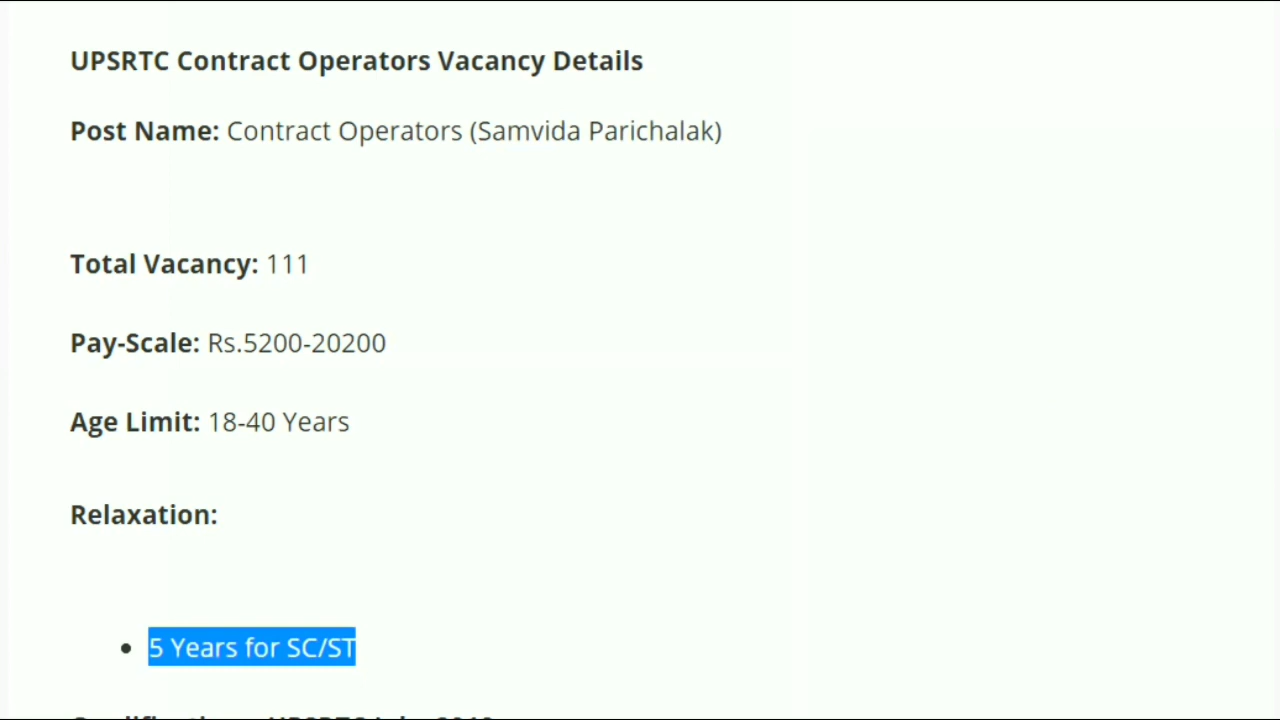 UPSRTC Contract Operators Vacancy Details
Post Name: Contract Operators (Samvida Parichalak)
Total Vacancy: 111
Pay-Scale: Rs.5200-20200
Age Limit: 18-40 Years
Relaxation:
• 5 Years for SC/ST